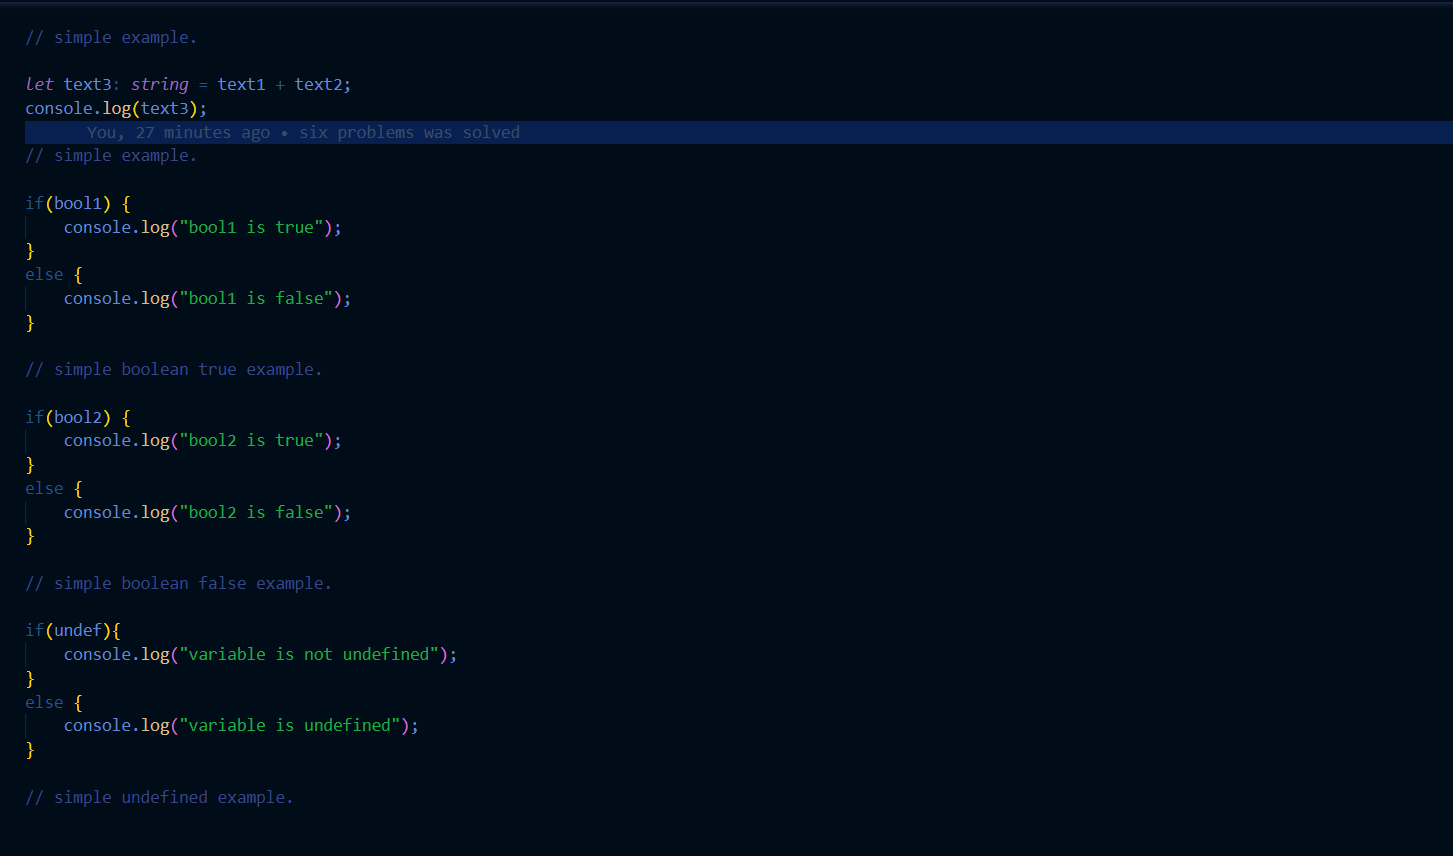 // simple example.
let text3: string = text1 + text2;
console.log(text3);
You, 27 minutes ago • six problems was solved
// simple example.
if(bool1) {
    console.log("bool1 is true");
}
else {
    console.log("bool1 is false");
}
// simple boolean true example.
if(bool2) {
    console.log("bool2 is true");
}
else {
    console.log("bool2 is false");
}
// simple boolean false example.
if(undef){
    console.log("variable is not undefined");
}
else {
    console.log("variable is undefined");
}
// simple undefined example.